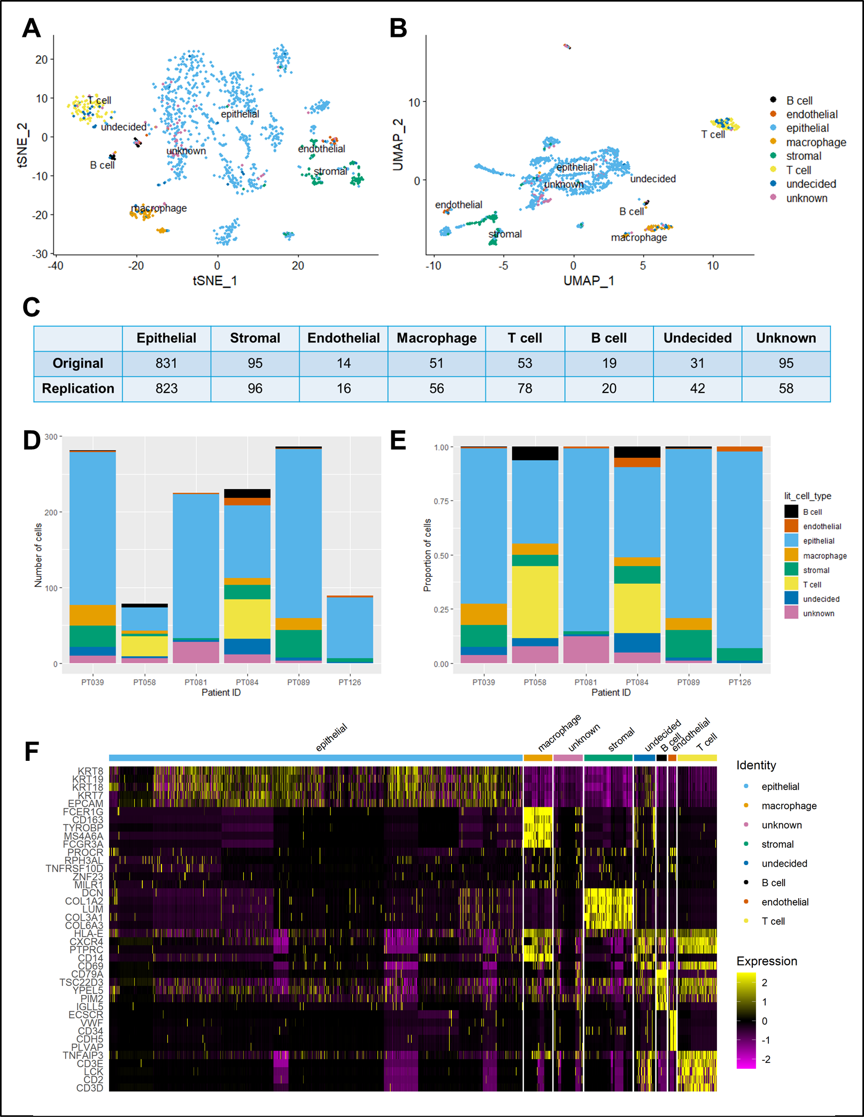 A
B
20
10
0
-10
-20
-30
tSNE_2
-40
-20
0
20
tSNE_1
T cell
undecided
B cell
unknown
epithelial
endothelial
stromal
macrophage
10
0
UMAP_2
-10
-5
0
5
10
UMAP_1
T cell
epithelial
unknown
undecided
endothelial
stromal
B cell
macrophage
B cell
endothelial
epithelial
macrophage
stromal
T cell
undecided
unknown
C
Epithelial Stromal Endothelial Macrophage T cell B cell Undecided Unknown
Original 831 95 14 51 53 19 31 95
Replication 823 96 16 56 78 20 42 58
D
300
200
100
0
Number of cells
PT039 PT058 PT081 PT084 PT089 PT126
Patient ID
E
1.00
0.75
0.50
0.25
0.00
Proportion of cells
PT039 PT058 PT081 PT084 PT089 PT126
Patient ID
lit_cell_type
B cell
endothelial
epithelial
macrophage
stromal
T cell
undecided
unknown
F
epithelial
macrophage
unknown
stromal
undecided
B cell
endothelial
T cell
KRT8
KRT19
KRT18
KRT7
EPCAM
FCER1G
CD163
TYROBP
MS4A6A
FCGR3A
PROCR
RPH3AL
TNFRSF10D
ZNF23
MILR1
DCN
COL1A2
LUM
COL3A1
COL6A3
HLA-E
CXCR4
PTPRC
CD14
CD69
CD79A
TSC22D3
YPEL5
PIM2
IGLL5
ECSCR
VWF
CD34
CDH5
PLVAP
TNFAIP3
CD3E
LCK
CD2
CD3D
Identity
epithelial
macrophage
unknown
stromal
undecided
B cell
endothelial
T cell
Expression
2
1
0
-1
-2